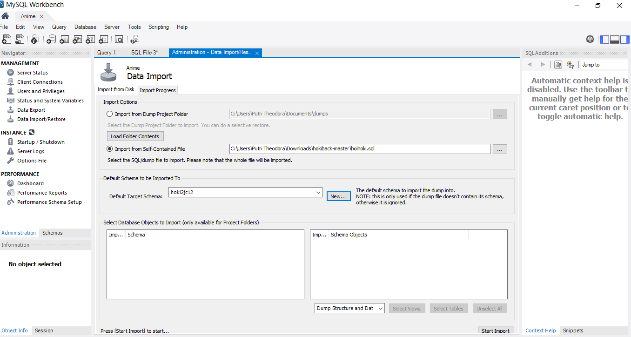 MySQL Workbench
Anime
File Edit View Query Database Server Tools Scripting Help
Navigator
MANAGEMENT
Server Status
Client Connections
Users and Privileges
Status and System Variables
Data Export
Data Import/Restore
INSTANCE
Startup / Shutdown
Server Logs
Options File
PERFORMANCE
Dashboard
Performance Reports
Performance Schema Setup
Administration Schemas
Information
No object selected
Object Info Session
Query 1 SQL File 3* Administration - Data Import/Res...
Anime
Data Import
Import from Disk Import Progress
Import Options
Import from Dump Project Folder C:\Users\Putri Theodora\Documents\dumps ...
Select the Dump Project Folder to import. You can do a selective restore.
Load Folder Contents
Import from Self-Contained File ...
Select the SQL/dump file to import. Please note that the whole file will be imported.
Default Schema to be Imported To
Default Target Schema: New...
The default schema to import the dump into.
NOTE: this is only used if the dump file doesn't contain its schema,
otherwise it is ignored.
Select Database Objects to Import (only available for Project Folders)
Imp... Schema
Imp... Schema Objects
Dump Structure and Dat Select Views Select Tables Unselect All
Press [Start Import] to start...
Start Import
SQLAdditions
Jump to
Automatic context help is
disabled. Use the toolbar t
manually get help for the
current caret position or to
toggle automatic help.
Context Help Snippets